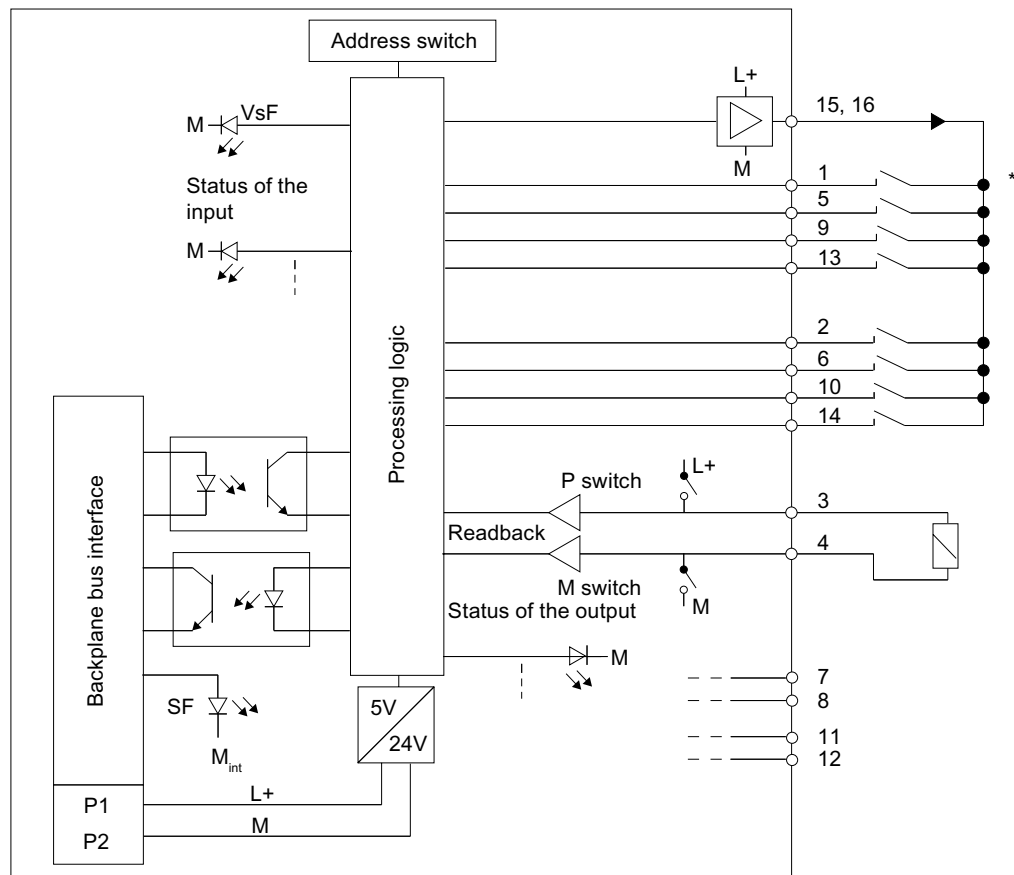 Address switch
L+
VsF
M
15, 16
M
1
*
Status of the
input
5
9
M
13
Processing logic
2
6
10
14
Backplane bus interface
P switch
L+
3
Readback
4
M switch
M
Status of the output
M
7
SF
5V
8
24V
11
M int
12
L+
P1
M
P2